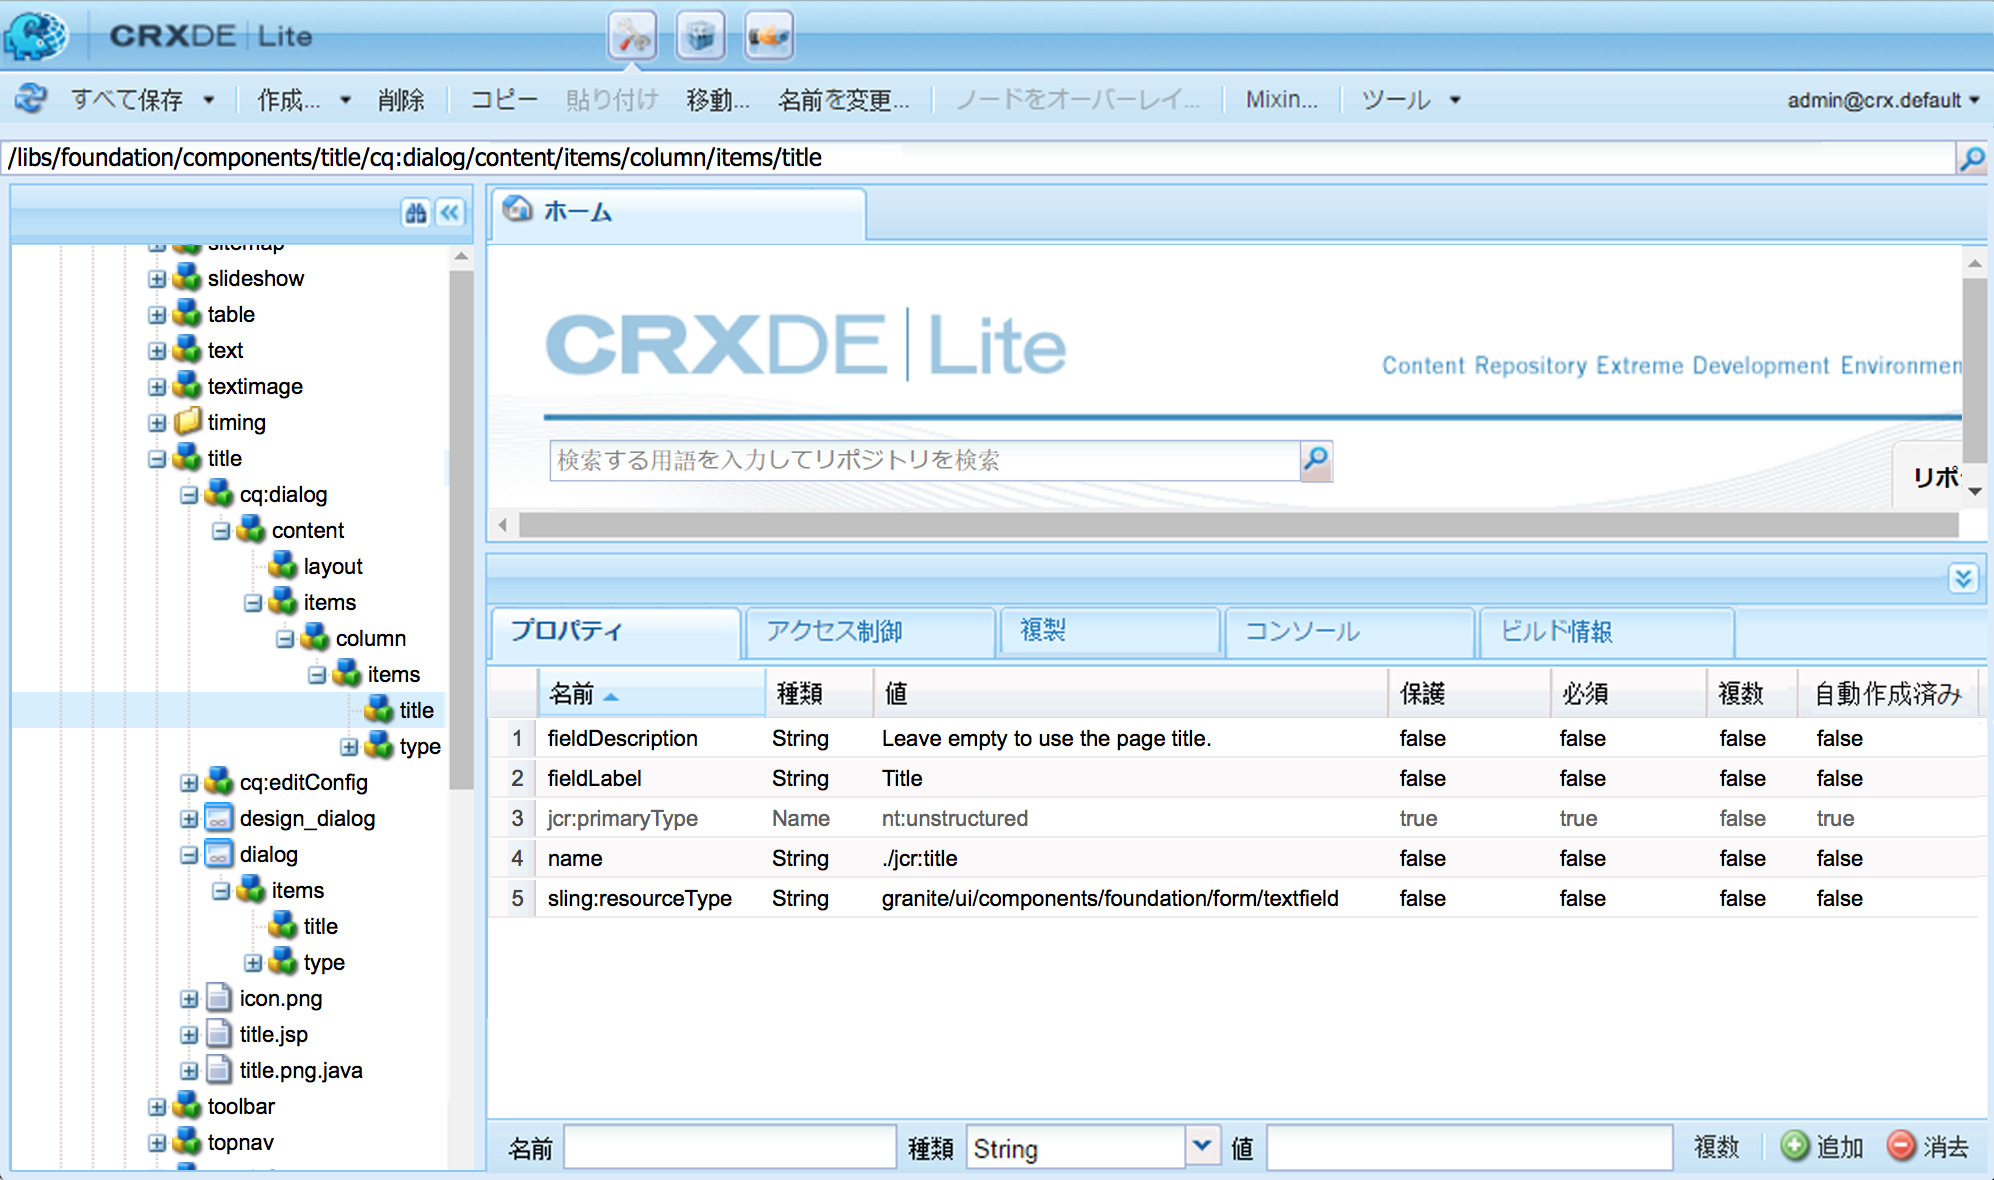 CRXDE | Lite
すべて保存 作成... 削除 コピー 貼り付け 移動... 名前を変更... ノードをオーバーレイ... Mixin... ツール admin@crx.default
/libs/foundation/components/title/cq:dialog/content/items/column/items/title
sitemap
slideshow
table
text
textimage
timing
title
cq:dialog
content
layout
items
column
items
title
type
cq:editConfig
design_dialog
dialog
items
title
type
icon.png
title.jsp
title.png.java
toolbar
topnav
ホーム
CRXDE | Lite
Content Repository Extreme Development Environmen
検索する用語を入力してリポジトリを検索
リポ
プロパティ アクセス制御 複製 コンソール ビルド情報
名前 種類 値 保護 必須 複数 自動作成済み
1 fieldDescription String Leave empty to use the page title. false false false false
2 fieldLabel String Title false false false false
3 jcr:primaryType Name nt:unstructured true true false true
4 name String ./jcr:title false false false false
5 sling:resourceType String granite/ui/components/foundation/form/textfield false false false false
名前 種類 String 値 複数 追加 消去